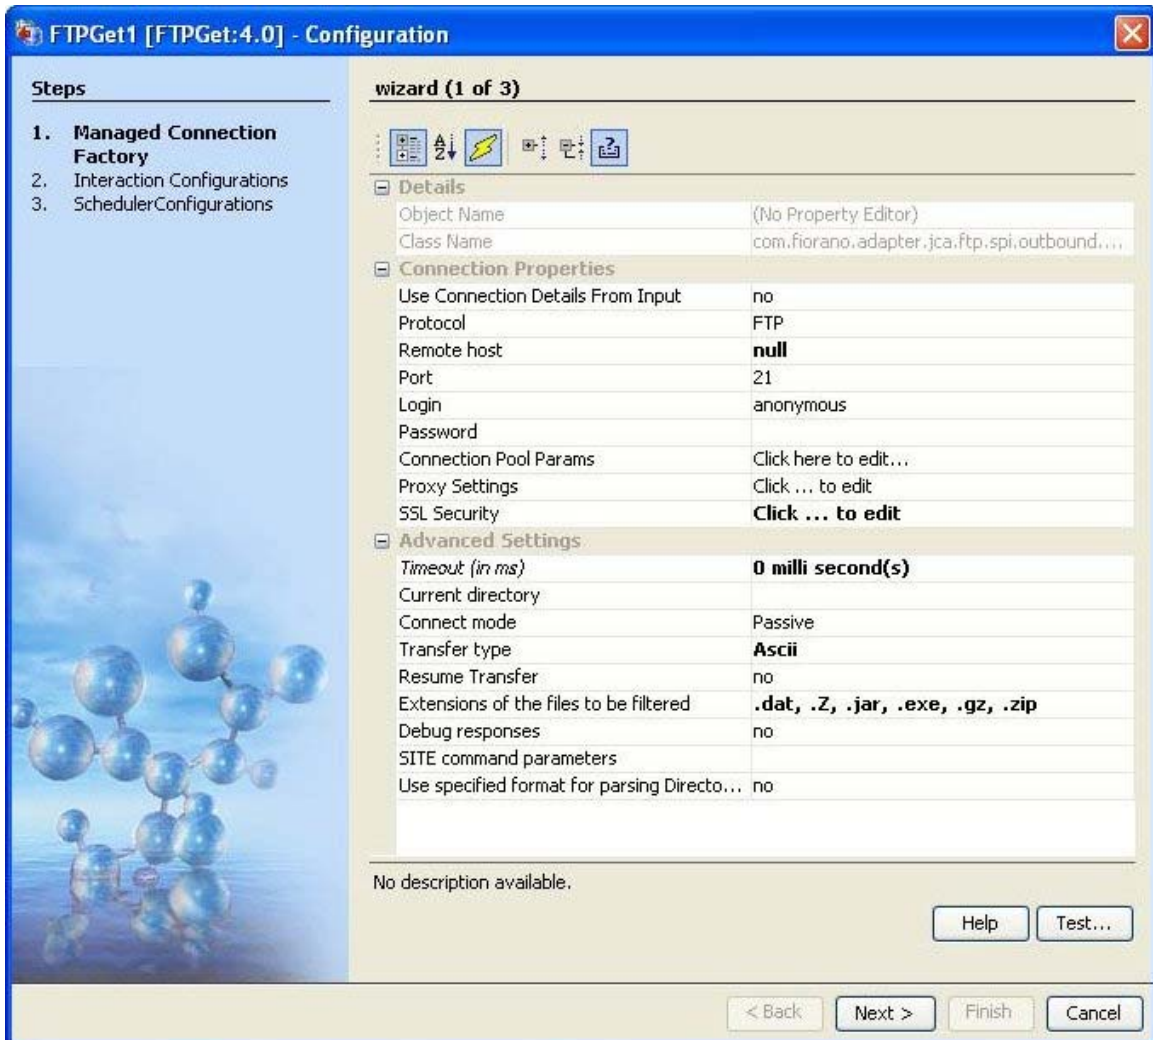 FTPGet1 [FTPGet:4.0] - Configuration
Steps
1. Managed Connection
Factory
2. Interaction Configurations
3. SchedulerConfigurations
wizard (1 of 3)
Details
Object Name (No Property Editor)
Class Name com.fiorano.adapter.jca.ftp.spi.outbound....
Connection Properties
Use Connection Details From Input no
Protocol FTP
Remote host null
Port 21
Login anonymous
Password
Connection Pool Params Click here to edit...
Proxy Settings Click ... to edit
SSL Security Click ... to edit
Advanced Settings
Timeout (in ms) 0 milli second(s)
Current directory
Connect mode Passive
Transfer type Ascii
Resume Transfer no
Extensions of the files to be filtered .dat, .Z, .jar, .exe, .gz, .zip
Debug responses no
SITE command parameters
Use specified format for parsing Directo... no
No description available.
Help Test...
< Back Next > Finish Cancel